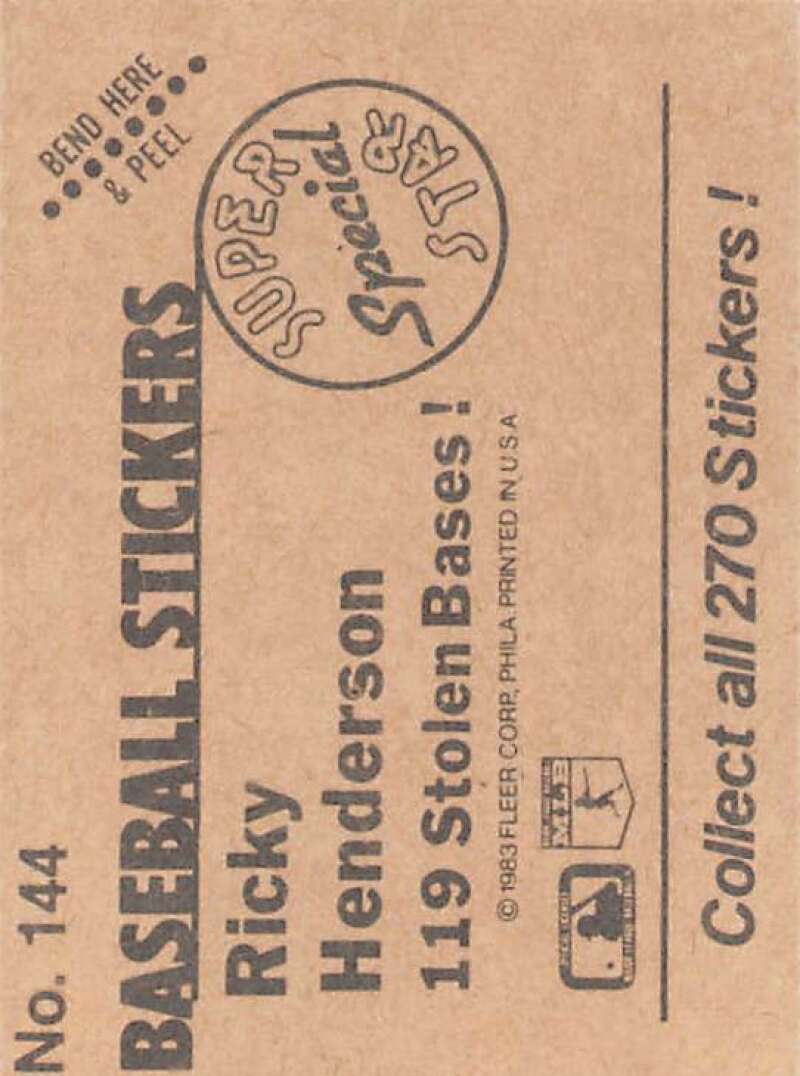 No. 144
BEND HERE
& PEEL
BASEBALL STICKERS
SUPER
Special
STAR
Ricky
Henderson
119 Stolen Bases!
© 1983 FLEER CORP., PHILA. PRINTED IN U.S.A
Collect all 270 Stickers!